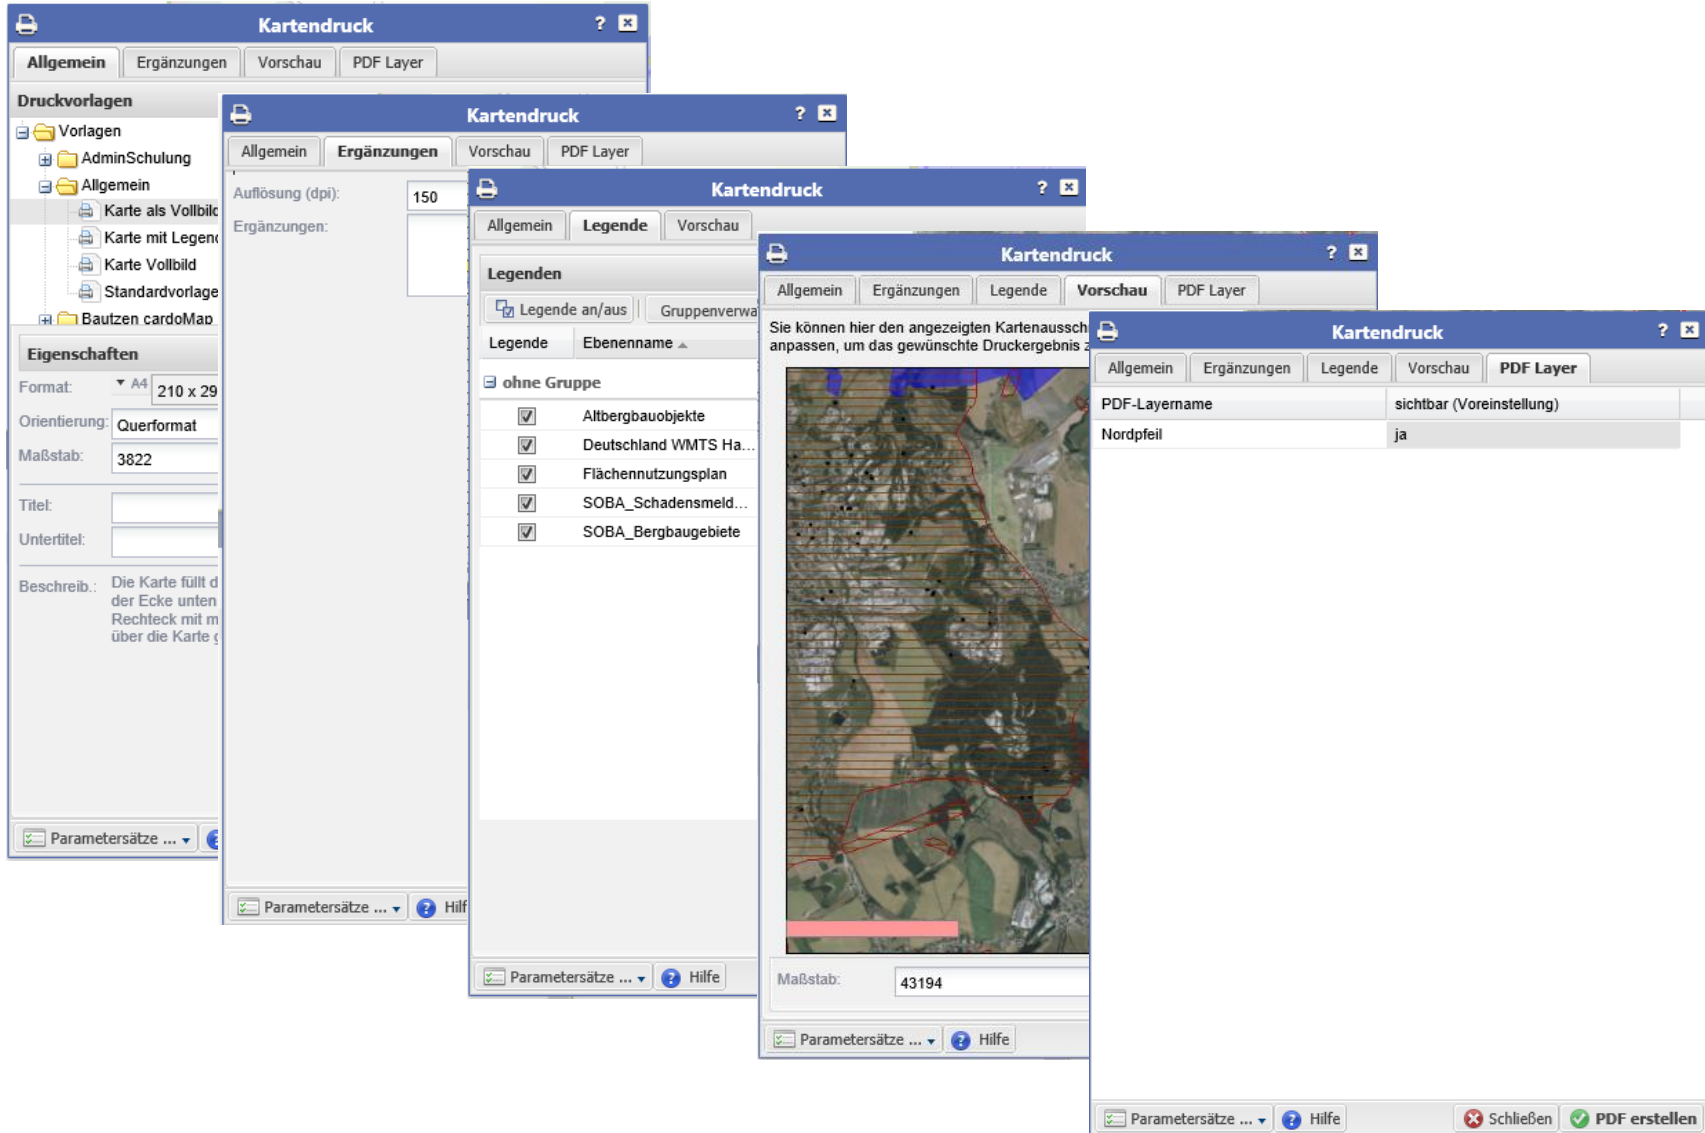 Kartendruck
?
Allgemein Ergänzungen Vorschau PDF Layer
Druckvorlagen
Vorlagen
AdminSchulung
Allgemein
Karte als Vollbild
Karte mit Legend
Karte Vollbild
Standardvorlage
Bautzen cardoMap
Eigenschaften
Format: A4 210 x 29
Orientierung: Querformat
Maßstab: 3822
Titel:
Untertitel:
Beschreib.: Die Karte füllt d
der Ecke unten
Rechteck mit m
über die Karte g
Parametersätze ...
Kartendruck
?
Allgemein Ergänzungen Vorschau PDF Layer
Auflösung (dpi): 150
Ergänzungen:
Parametersätze ... ? Hilf
Kartendruck
?
Allgemein Legende Vorschau
Legenden
Legende an/aus Gruppenverwa
Legende Ebenenname
ohne Gruppe
Altbergbauobjekte
Deutschland WMTS Ha...
Flächennutzungsplan
SOBA_Schadensmeld...
SOBA_Bergbaugebiete
Parametersätze ... ? Hilfe
Kartendruck
?
Allgemein Ergänzungen Legende Vorschau PDF Layer
Sie können hier den angezeigten Kartenaussch
anpassen, um das gewünschte Druckergebnis z
Maßstab: 43194
Parametersätze ... ? Hilfe
Kartendruck
?
Allgemein Ergänzungen Legende Vorschau PDF Layer
PDF-Layername sichtbar (Voreinstellung)
Nordpfeil ja
Parametersätze ... ? Hilfe Schließen PDF erstellen